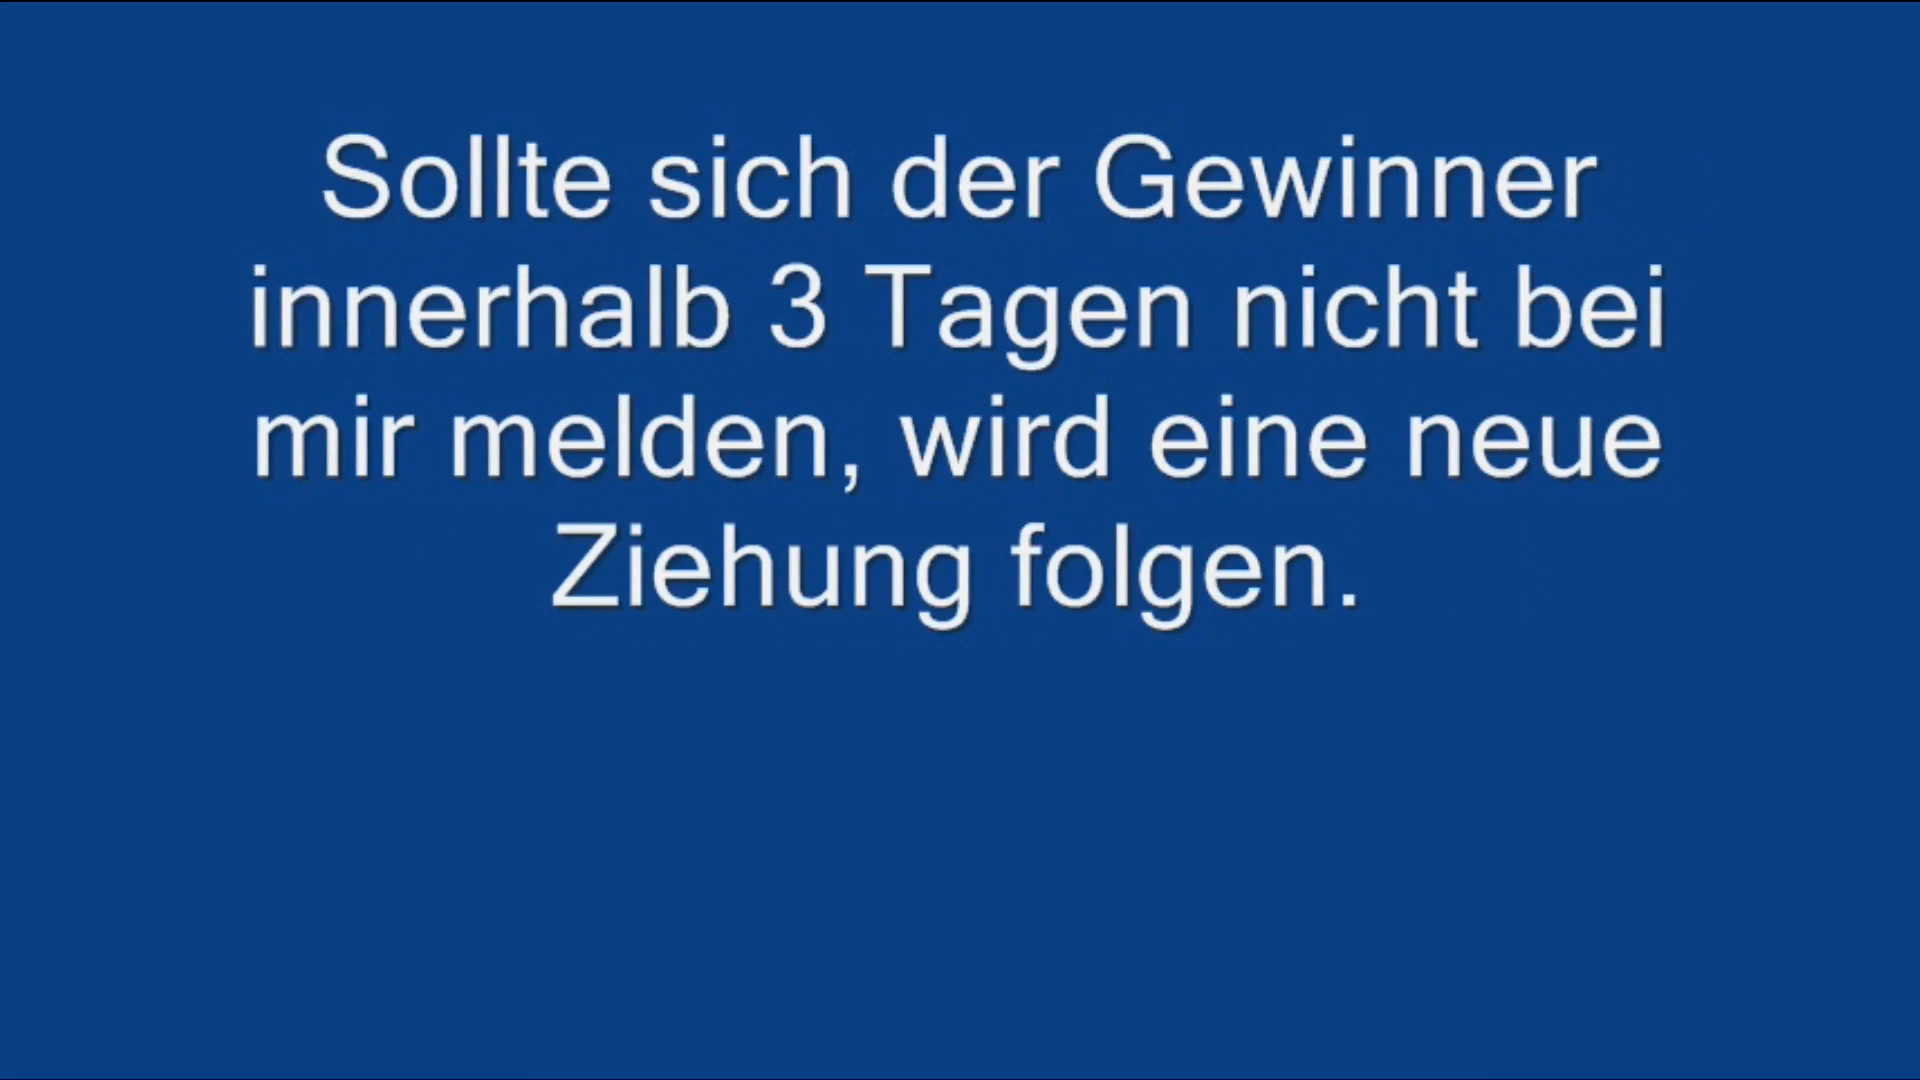 Sollte sich der Gewinner
innerhalb 3 Tagen nicht bei
mir melden, wird eine neue
Ziehung folgen.